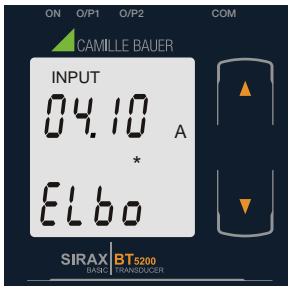 ON O/P1 O/P2 COM
CAMILLE BAUER
INPUT
04.10 A
*
ELbo
SIRAX BT5200
BASIC TRANSDUCER